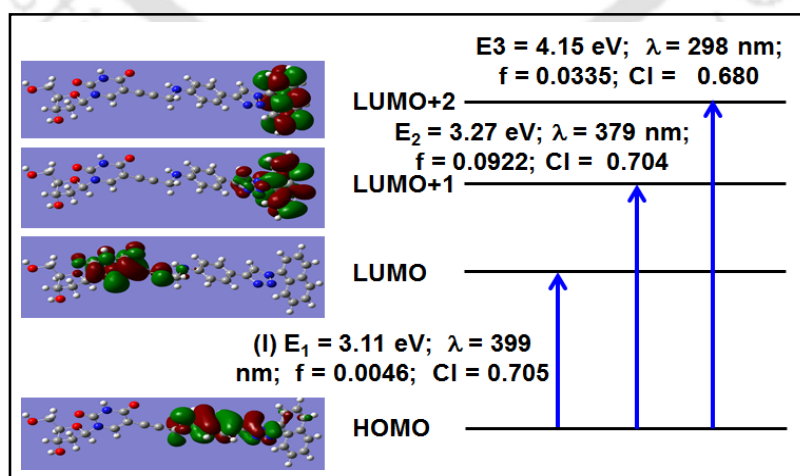 E3 = 4.15 eV; λ = 298 nm;
f = 0.0335; CI = 0.680
LUMO+2
E₂ = 3.27 eV; λ = 379 nm;
f = 0.0922; CI = 0.704
LUMO+1
LUMO
(I) E₁ = 3.11 eV; λ = 399
nm; f = 0.0046; CI = 0.705
HOMO